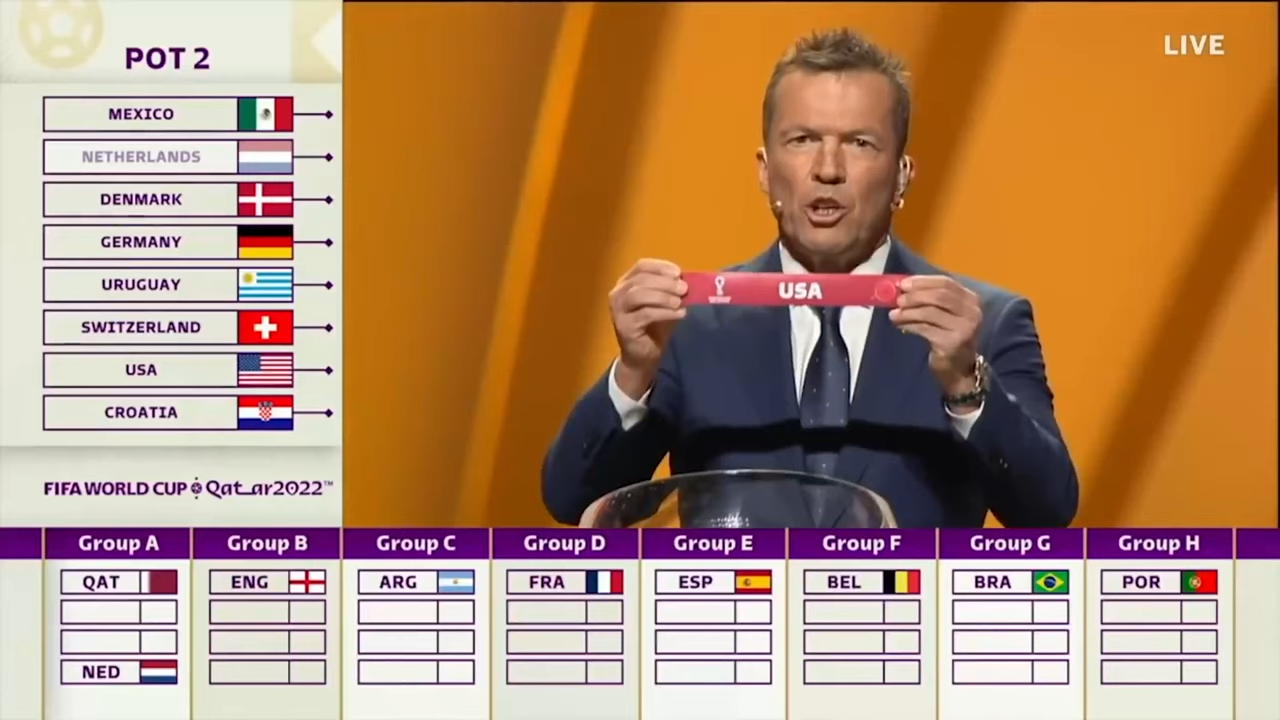 POT 2
MEXICO
NETHERLANDS
DENMARK
GERMANY
URUGUAY
SWITZERLAND
USA
CROATIA
FIFA WORLD CUP Qatar2022™
LIVE
USA
Group A
Group B
Group C
Group D
Group E
Group F
Group G
Group H
QAT
ENG
ARG
FRA
ESP
BEL
BRA
POR
NED